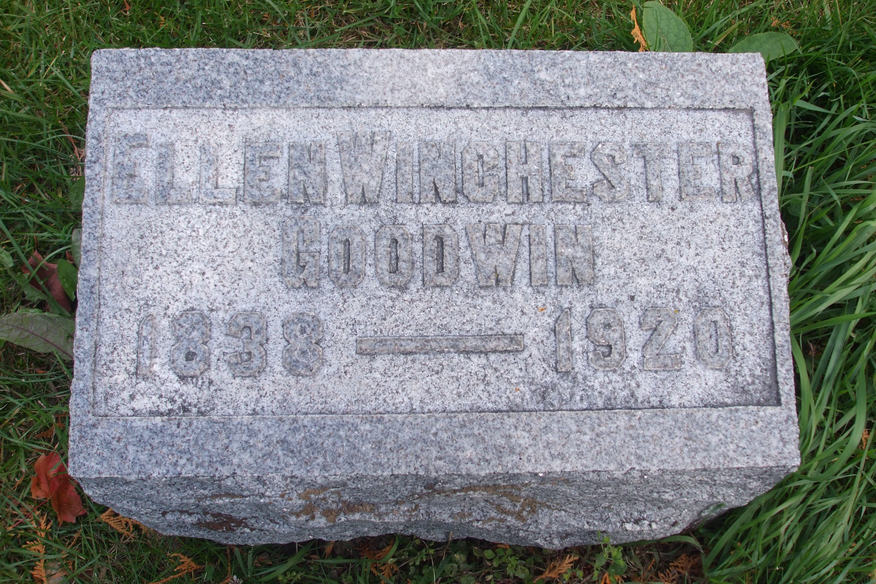 ELLEN WINCHESTER
GOODWIN
1838 — 1920